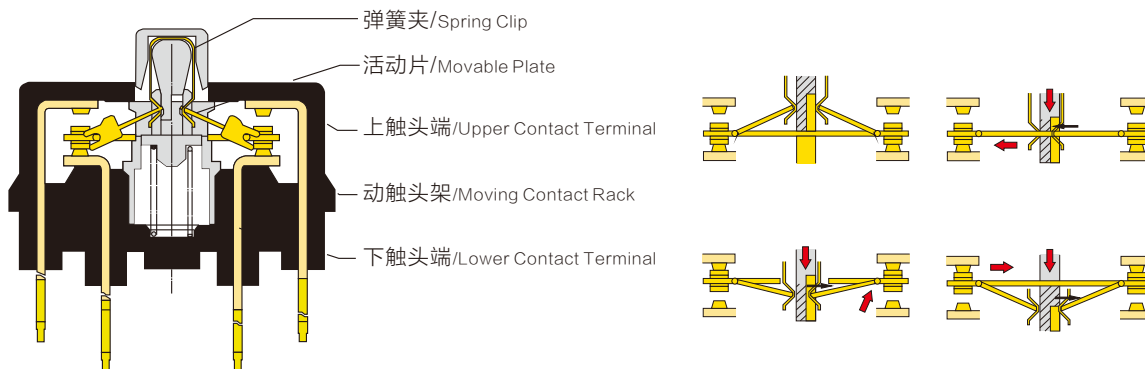 弹簧夹/Spring Clip
活动片/Movable Plate
上触头端/Upper Contact Terminal
动触头架/Moving Contact Rack
下触头端/Lower Contact Terminal